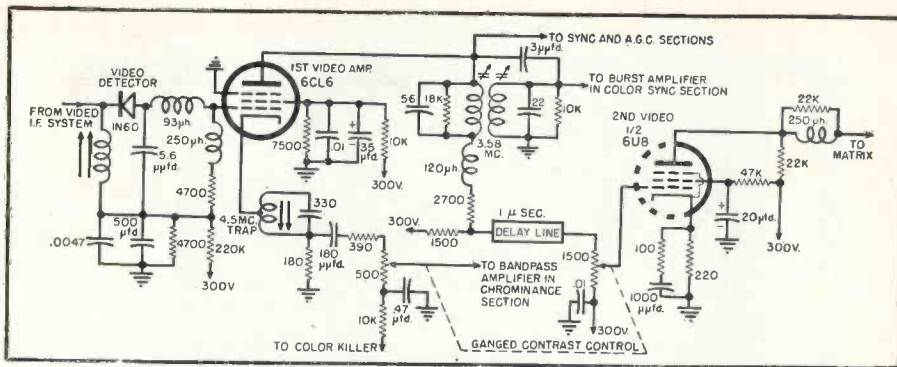 TO SYNC AND A.G.C. SECTIONS
3μμfd.
1ST VIDEO AMP.
6CL6
VIDEO
DETECTOR
FROM VIDEO
I.F. SYSTEM
1N60
93μh.
250
μh.
5.6
μμfd.
4700
.0047
500
μfd
4700
220K
300V
7500
.01
35
μfd.
10K
300V.
4.5MC.
TRAP
330
180
180
μμfd.
390
500
.47
μfd.
10K
TO COLOR KILLER
56
18K
3.58
MC.
22
10K
TO BURST AMPLIFIER
IN COLOR SYNC SECTION
120μh.
2700
300V.
1500
1 μ SEC.
DELAY LINE
1500
.01
300V.
TO BANDPASS
AMPLIFIER IN
CHROMINANCE
SECTION
GANGED CONTRAST CONTROL
2ND VIDEO
1/2
6U8
22K
250μh.
TO
MATRIX
22K
47K
20μfd.
300V.
100
220
1000
μμfd.